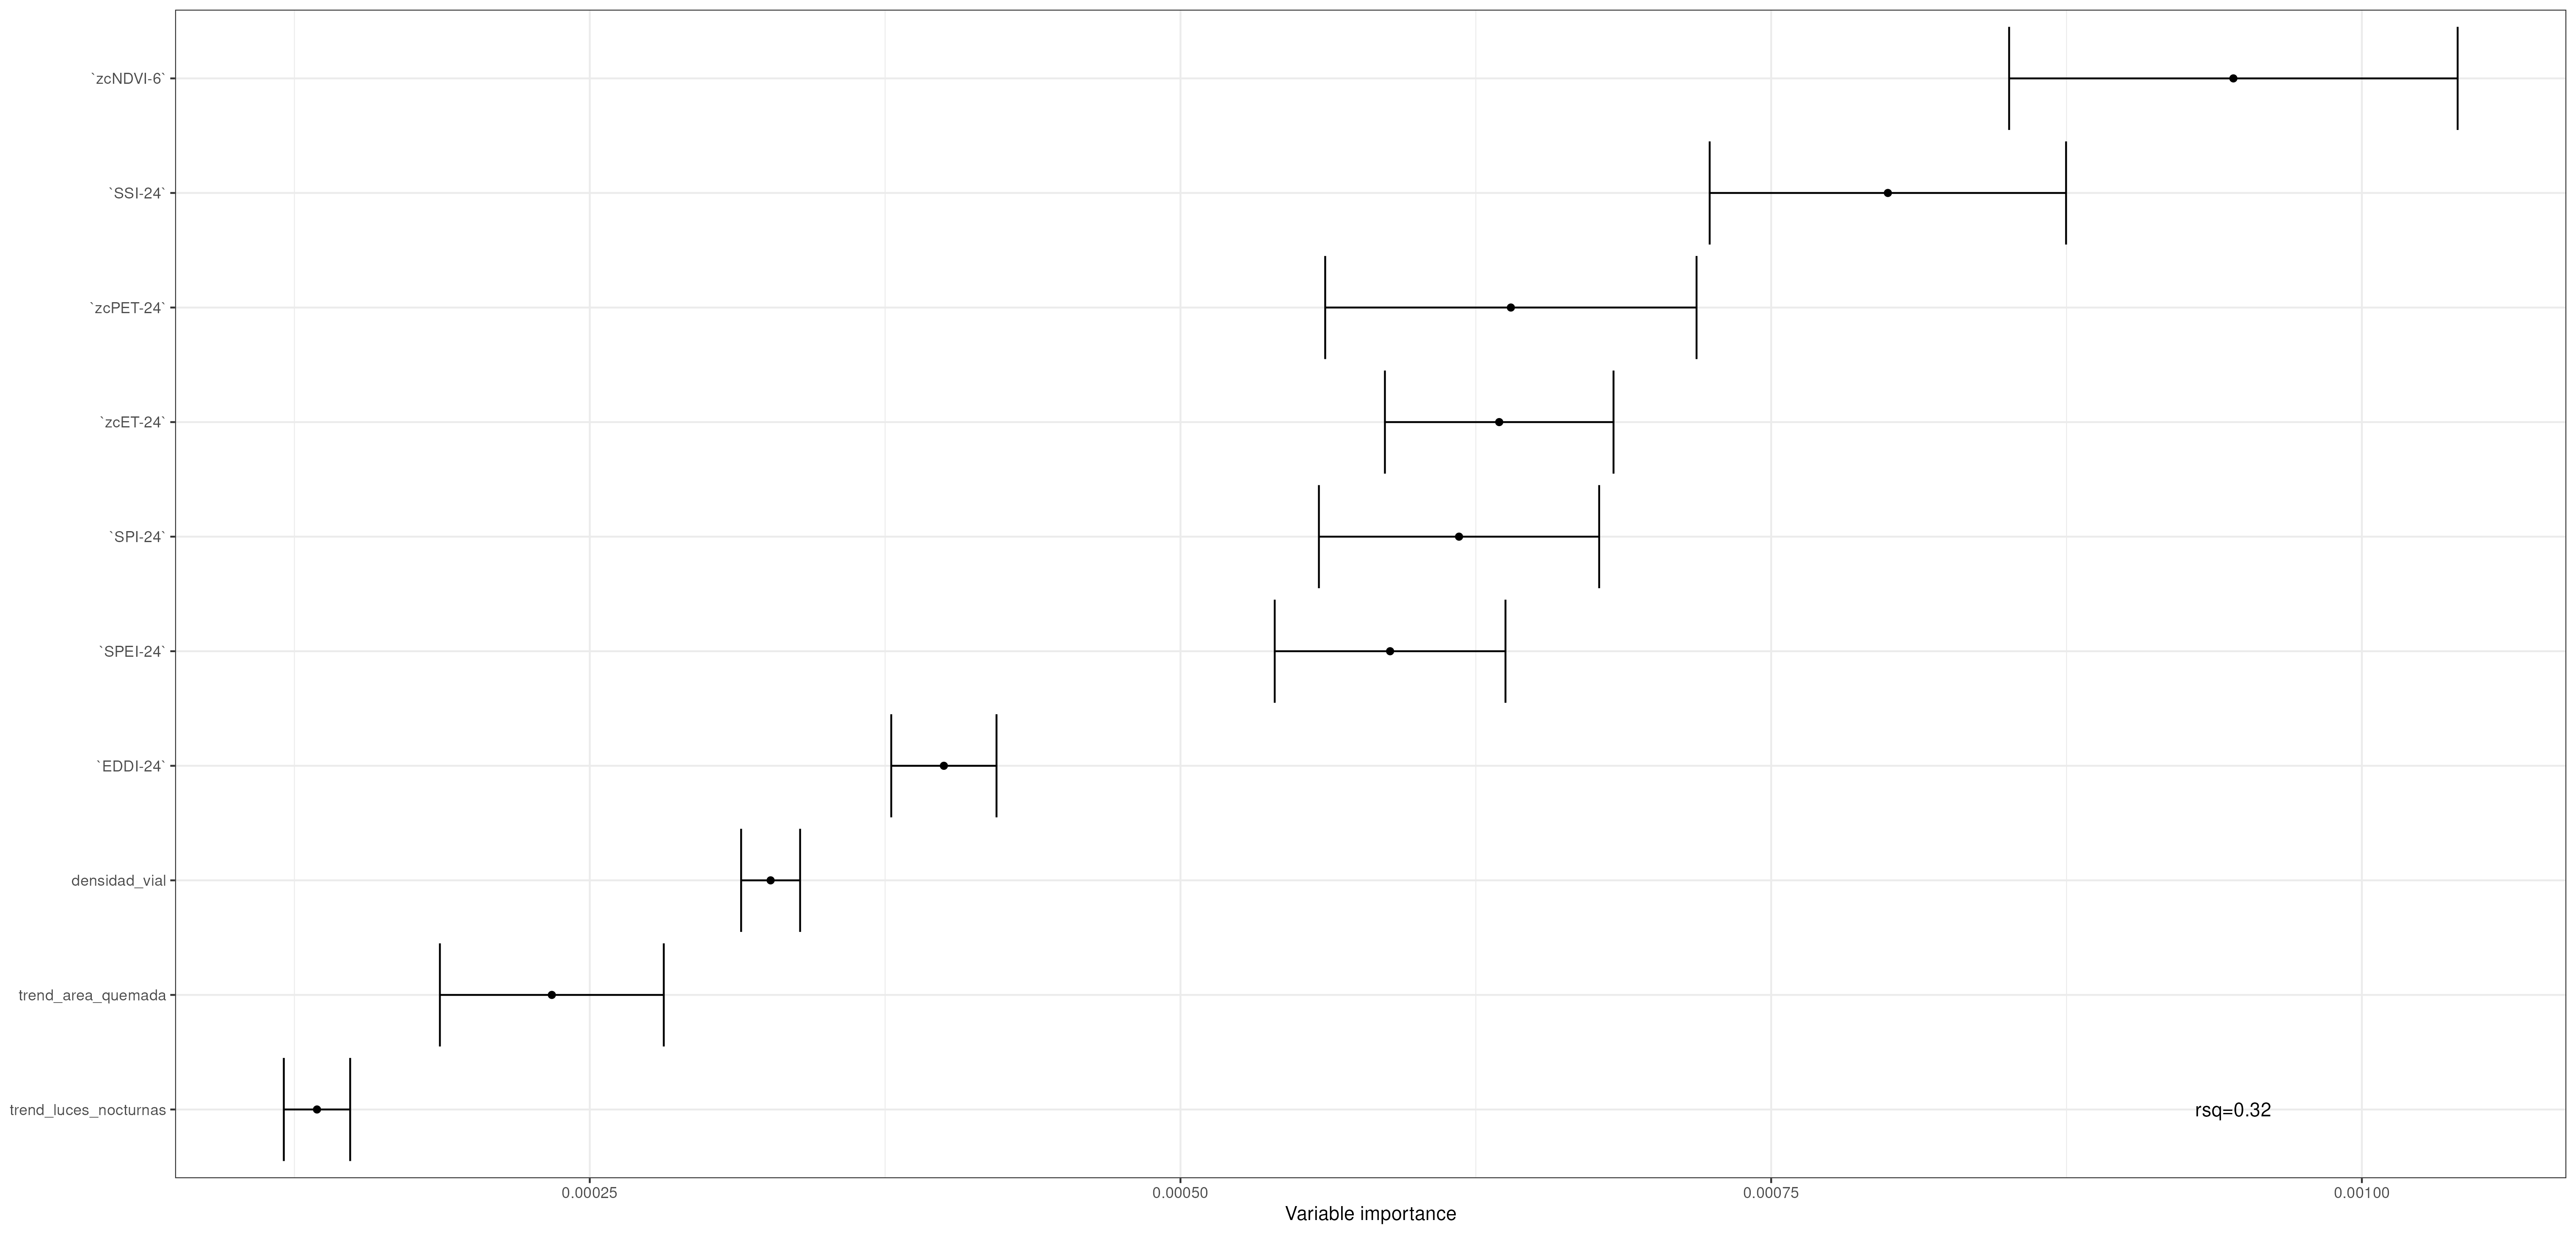 `zcNDVI-6`
`SSI-24`
`zcPET-24`
`zcET-24`
`SPI-24`
`SPEI-24`
`EDDI-24`
densidad_vial
trend_area_quemada
trend_luces_nocturnas
rsq=0.32
0.00025 0.00050 0.00075 0.00100
Variable importance